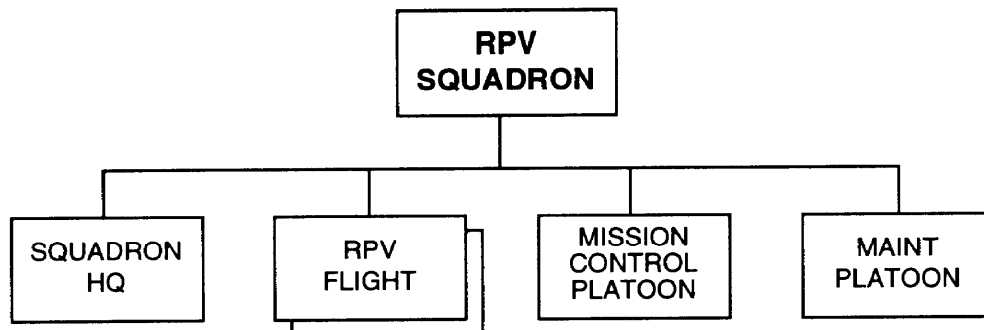 RPV
SQUADRON
SQUADRON
HQ
RPV
FLIGHT
MISSION
CONTROL
PLATOON
MAINT
PLATOON